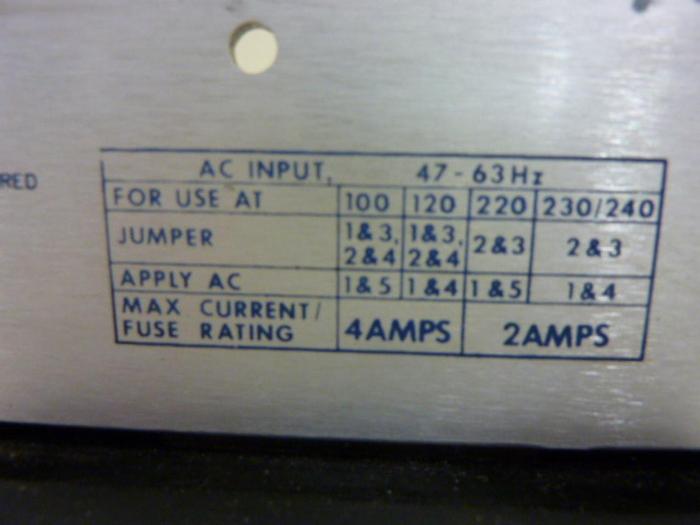 RED
AC INPUT, 47-63Hz
FOR USE AT 100 120 220 230/240
JUMPER 1&3, 2&4 1&3, 2&4 2&3 2&3
APPLY AC 1&5 1&4 1&5 1&4
MAX CURRENT/
FUSE RATING 4AMPS 2AMPS